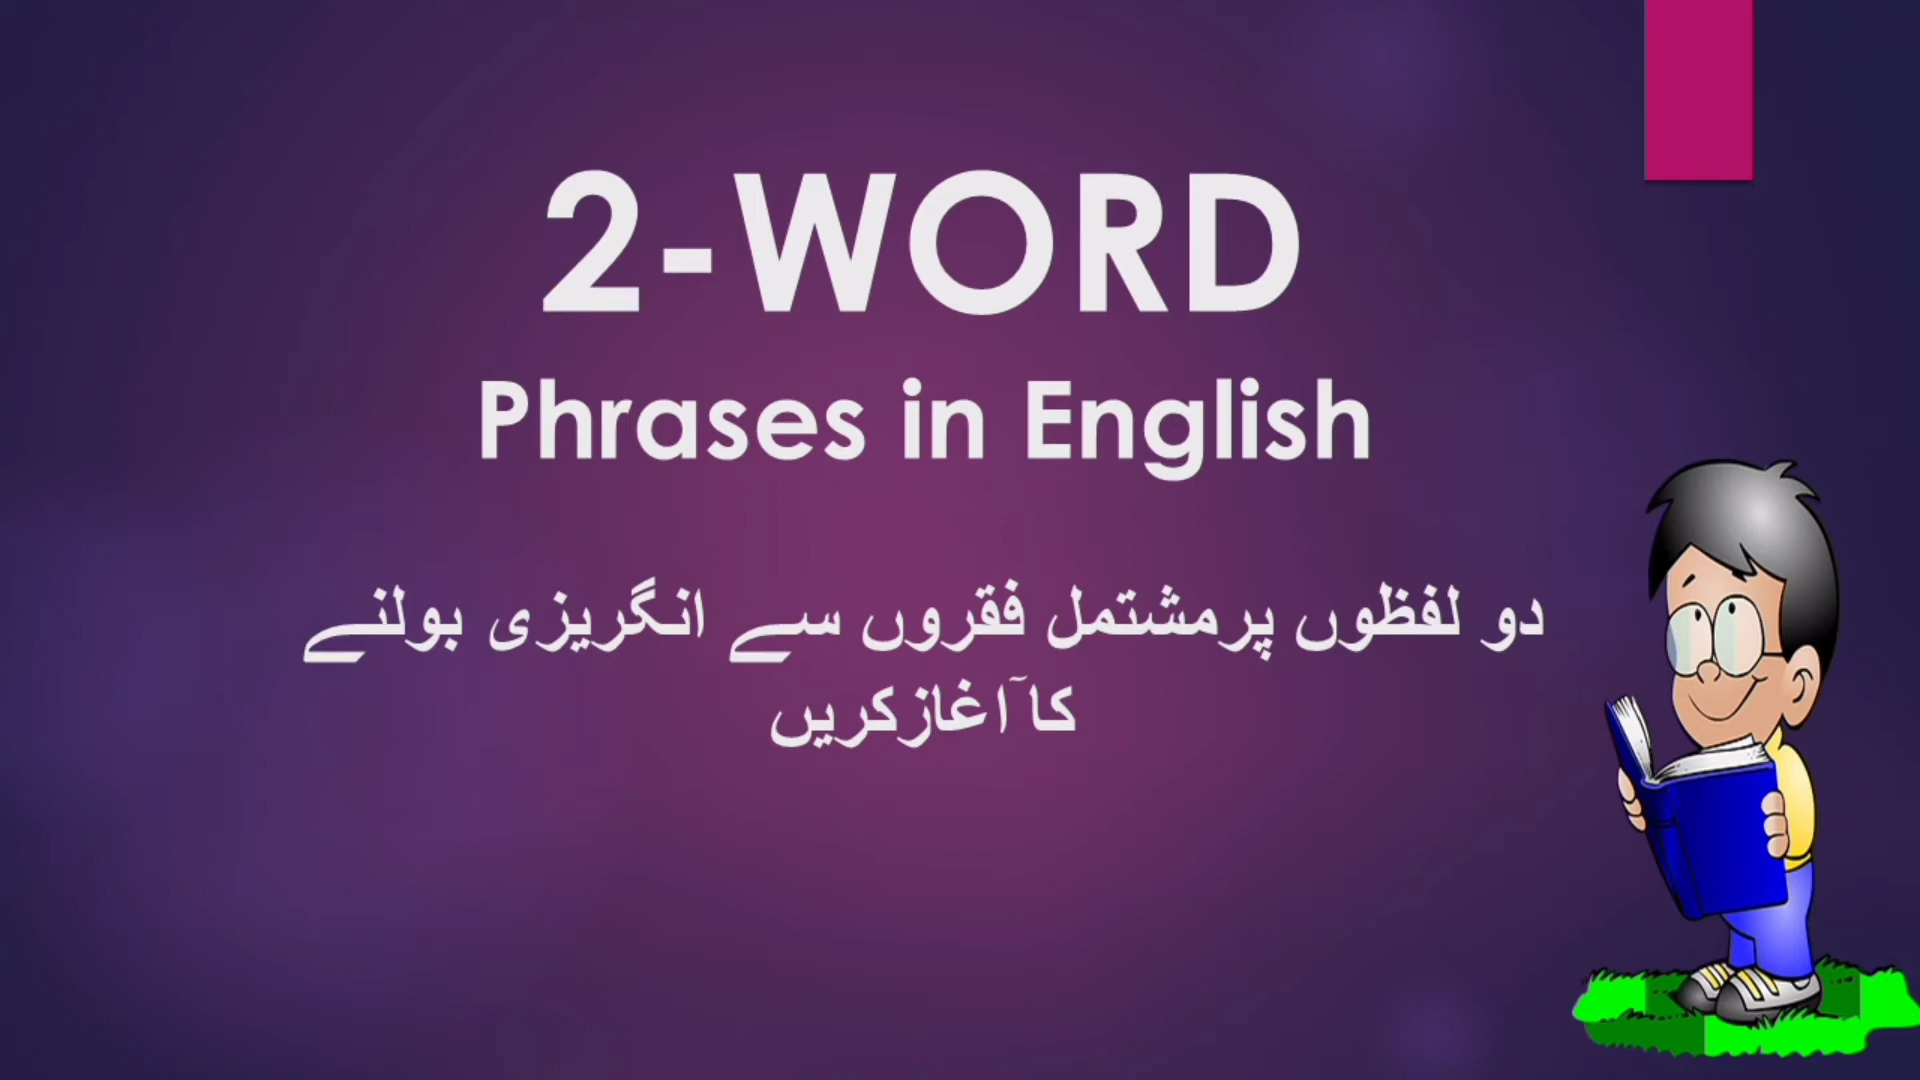 2-WORD
Phrases in English
دو لفظوں پرمشتمل فقروں سے انگریزی بولنے
کا آغازکریں